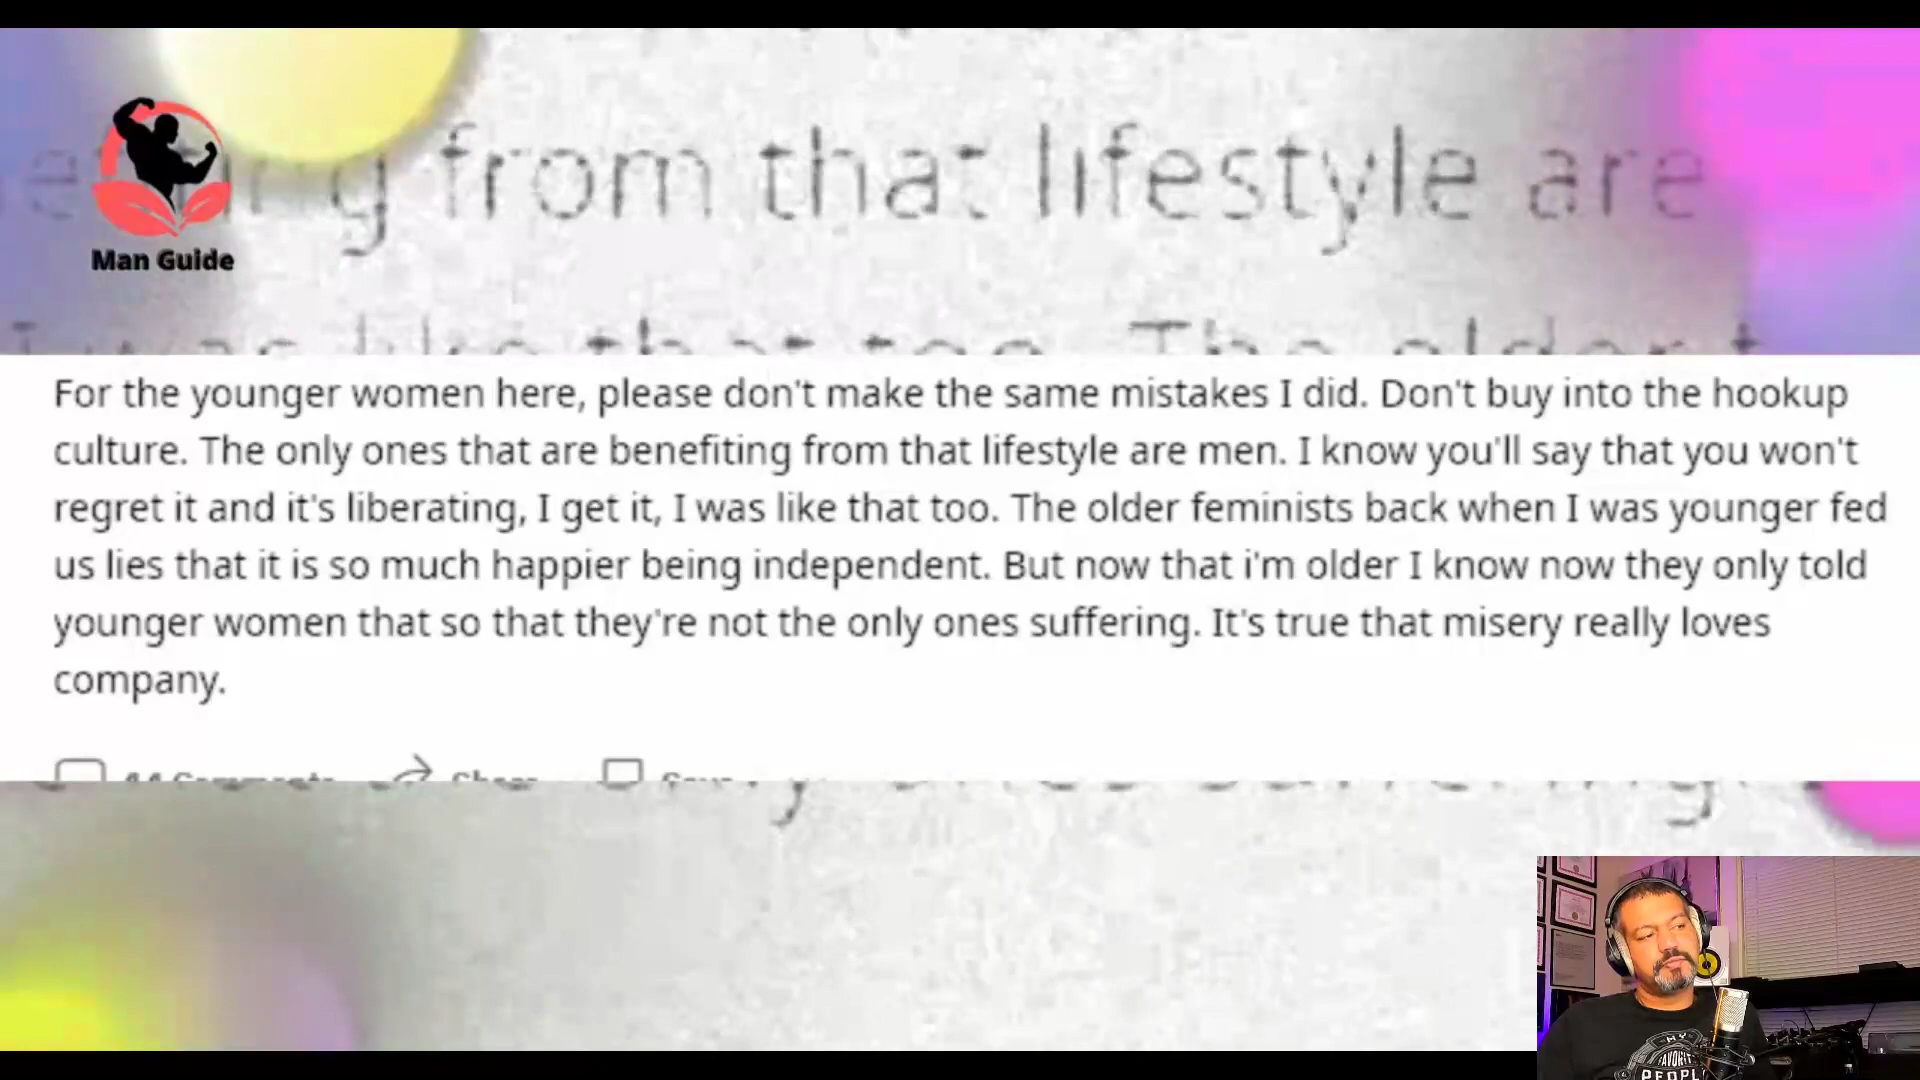 from that lifestyle are
Man Guide
For the younger women here, please don't make the same mistakes I did. Don't buy into the hookup
culture. The only ones that are benefiting from that lifestyle are men. I know you'll say that you won't
regret it and it's liberating, I get it, I was like that too. The older feminists back when I was younger fed
us lies that it is so much happier being independent. But now that i'm older I know now they only told
younger women that so that they're not the only ones suffering. It's true that misery really loves
company.
MY
FAVORITE
PEOPLE